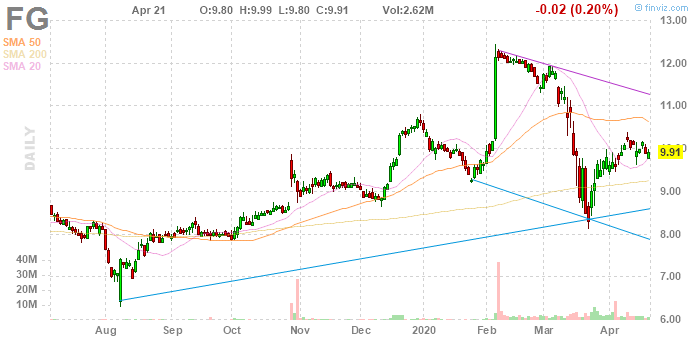 FG
Apr 21 O:9.80 H:9.99 L:9.80 C:9.91 Vol:2.62M -0.02 (0.20%)
© finviz.com
SMA 50
SMA 200
SMA 20
DAILY
13.00
12.00
11.00
10.00
9.91
9.00
8.00
7.00
6.00
40M
30M
20M
10M
Aug Sep Oct Nov Dec 2020 Feb Mar Apr